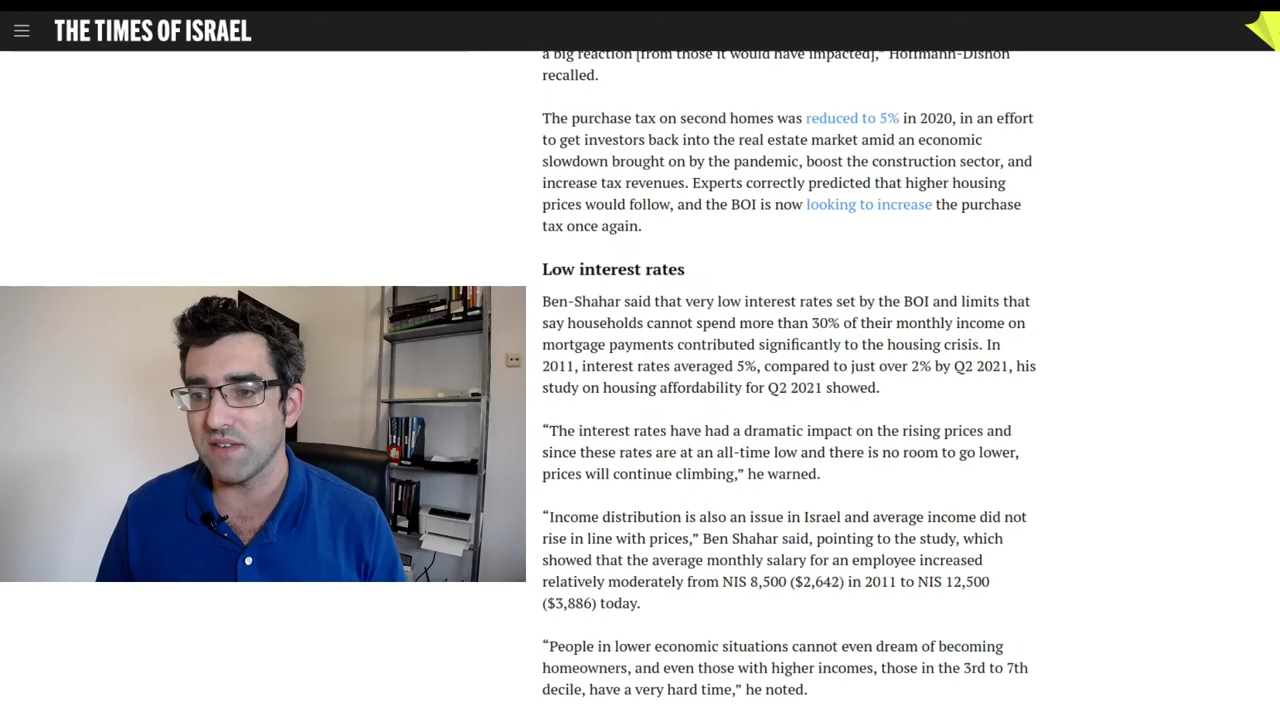 THE TIMES OF ISRAEL
a big reaction [from those it would have impacted],” Hoffmann-Dishon
recalled.
The purchase tax on second homes was reduced to 5% in 2020, in an effort
to get investors back into the real estate market amid an economic
slowdown brought on by the pandemic, boost the construction sector, and
increase tax revenues. Experts correctly predicted that higher housing
prices would follow, and the BOI is now looking to increase the purchase
tax once again.
Low interest rates
Ben-Shahar said that very low interest rates set by the BOI and limits that
say households cannot spend more than 30% of their monthly income on
mortgage payments contributed significantly to the housing crisis. In
2011, interest rates averaged 5%, compared to just over 2% by Q2 2021, his
study on housing affordability for Q2 2021 showed.
“The interest rates have had a dramatic impact on the rising prices and
since these rates are at an all-time low and there is no room to go lower,
prices will continue climbing,” he warned.
“Income distribution is also an issue in Israel and average income did not
rise in line with prices,” Ben Shahar said, pointing to the study, which
showed that the average monthly salary for an employee increased
relatively moderately from NIS 8,500 ($2,642) in 2011 to NIS 12,500
($3,886) today.
“People in lower economic situations cannot even dream of becoming
homeowners, and even those with higher incomes, those in the 3rd to 7th
decile, have a very hard time,” he noted.